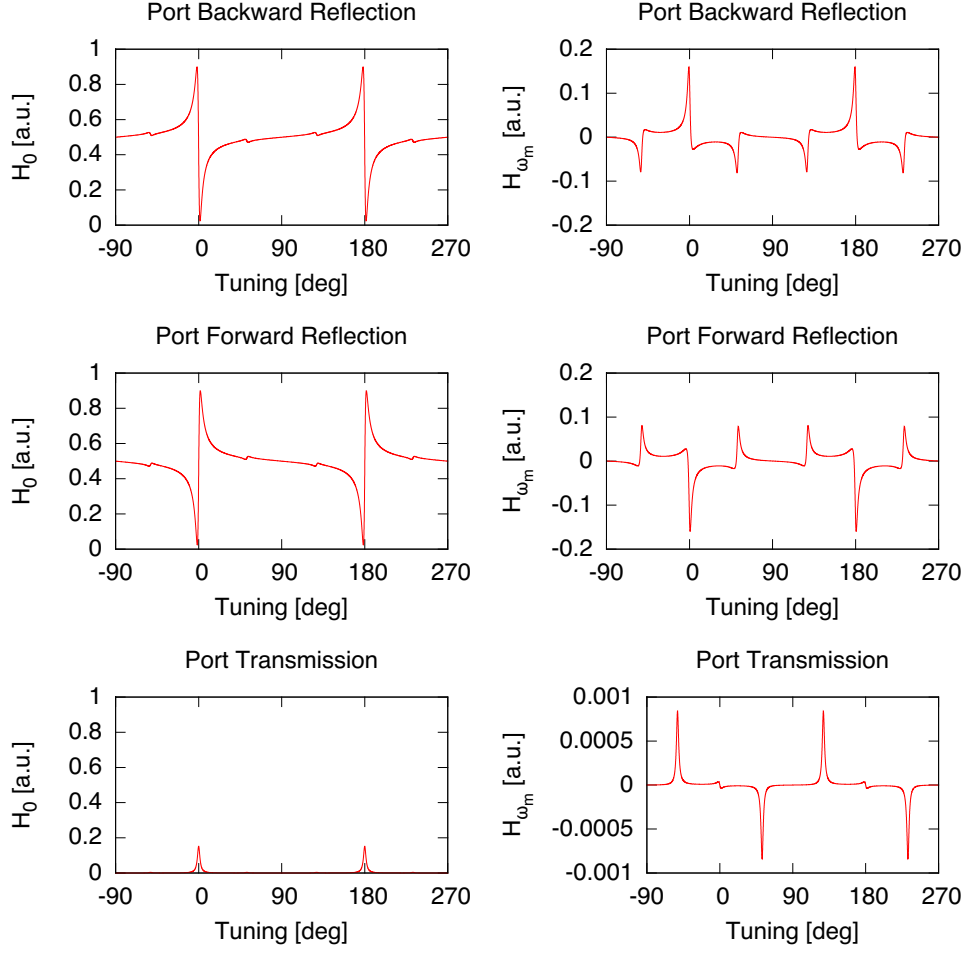 Port Backward Reflection
H_0 [a.u.]
1
0.8
0.6
0.4
0.2
0
-90 0 90 180 270
Tuning [deg]
Port Backward Reflection
H_ω_m [a.u.]
0.2
0.1
0
-0.1
-0.2
-90 0 90 180 270
Tuning [deg]
Port Forward Reflection
H_0 [a.u.]
1
0.8
0.6
0.4
0.2
0
-90 0 90 180 270
Tuning [deg]
Port Forward Reflection
H_ω_m [a.u.]
0.2
0.1
0
-0.1
-0.2
-90 0 90 180 270
Tuning [deg]
Port Transmission
H_0 [a.u.]
1
0.8
0.6
0.4
0.2
0
-90 0 90 180 270
Tuning [deg]
Port Transmission
H_ω_m [a.u.]
0.001
0.0005
0
-0.0005
-0.001
-90 0 90 180 270
Tuning [deg]